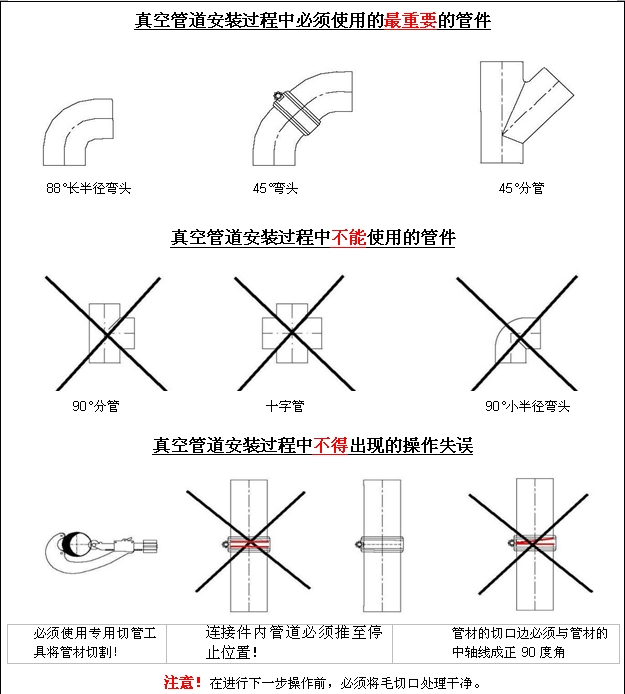 真空管道安装过程中必须使用的最重要的管件
88°长半径弯头
45°弯头
45°分管
真空管道安装过程中不能使用的管件
90°分管
十字管
90°小半径弯头
真空管道安装过程中不得出现的操作失误
必须使用专用切管工
具将管材切割!
连接件内管道必须推至停
止位置!
管材的切口边必须与管材的
中轴线成正 90 度角
注意! 在进行下一步操作前，必须将毛切口处理干净。